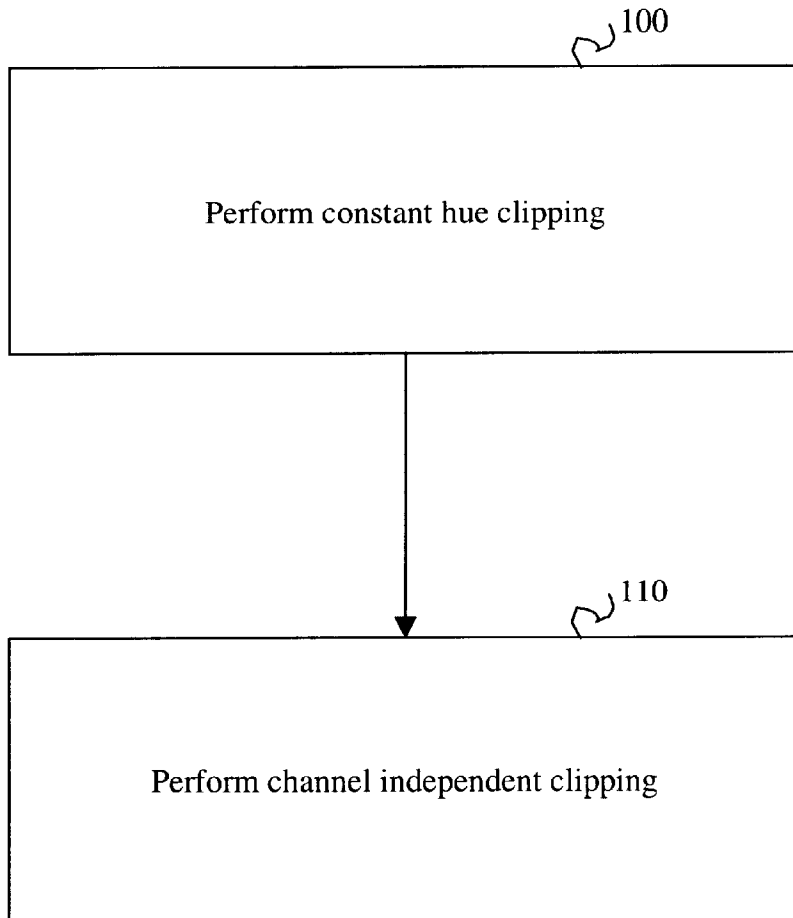 100
Perform constant hue clipping
110
Perform channel independent clipping